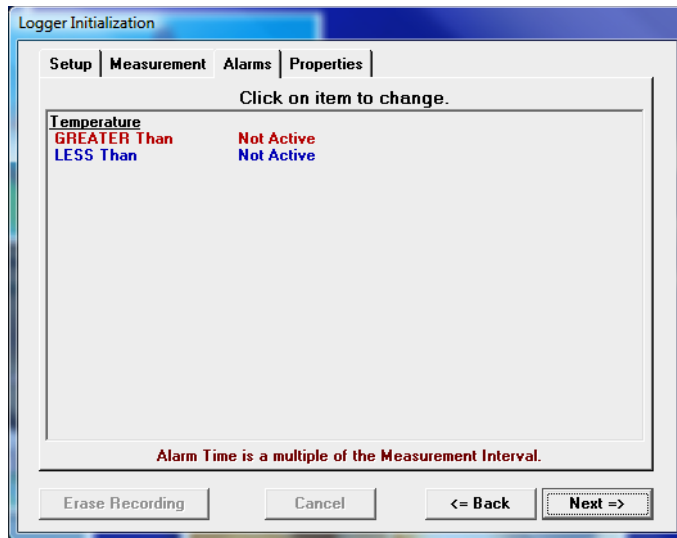 Logger Initialization
Setup Measurement Alarms Properties
Click on item to change.
Temperature
GREATER Than Not Active
LESS Than Not Active
Alarm Time is a multiple of the Measurement Interval.
Erase Recording Cancel <= Back Next =>